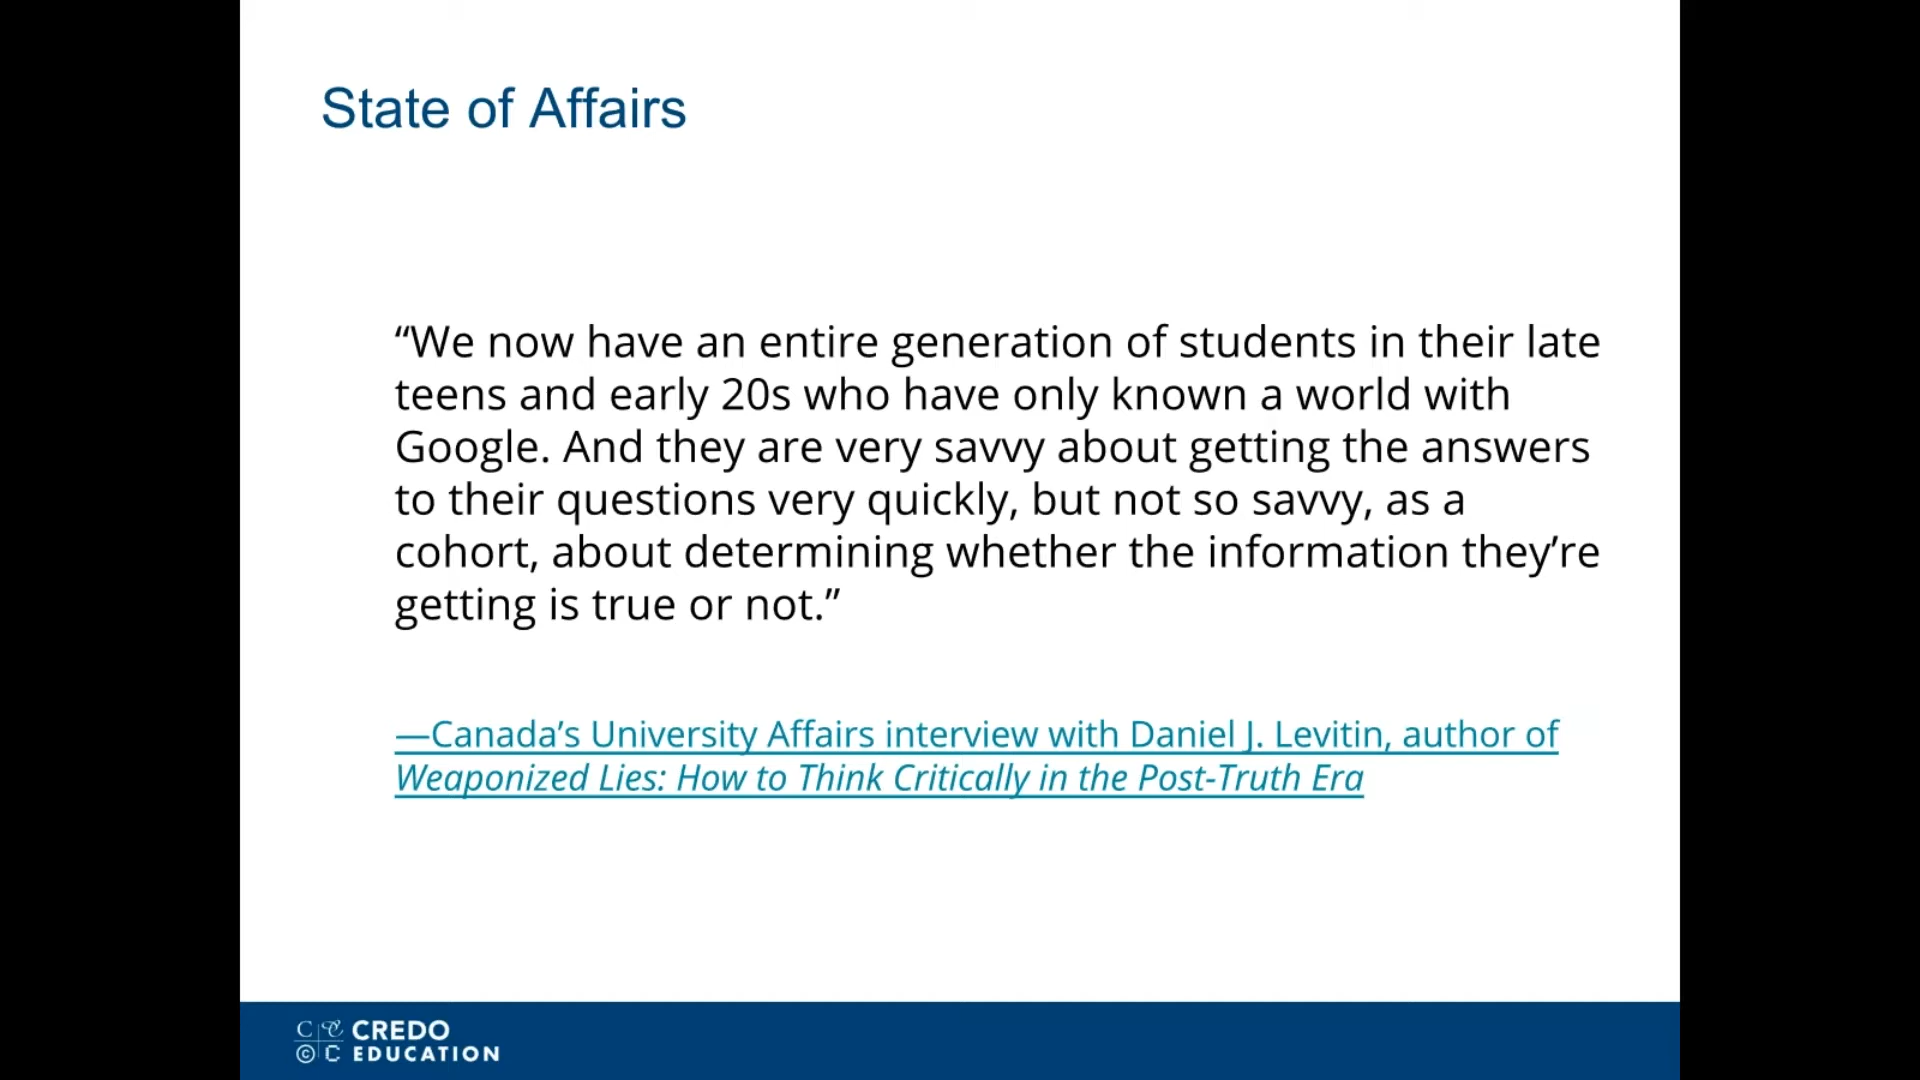 State of Affairs
“We now have an entire generation of students in their late
teens and early 20s who have only known a world with
Google. And they are very savvy about getting the answers
to their questions very quickly, but not so savvy, as a
cohort, about determining whether the information they’re
getting is true or not.”
—Canada’s University Affairs interview with Daniel J. Levitin, author of
Weaponized Lies: How to Think Critically in the Post-Truth Era
C C CREDO
© C EDUCATION